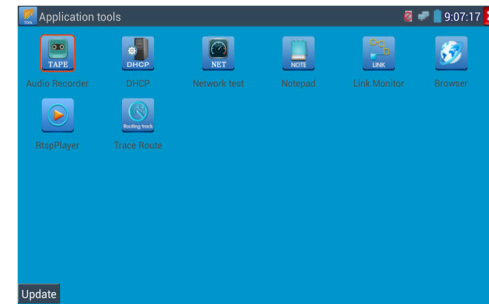 Application tools
9:07:17
TAPE
DHCP
NET
NOTE
LINK
Audio Recorder
DHCP
Network test
Notepad
Link Monitor
Browser
Routing track
RtspPlayer
Trace Route
Update